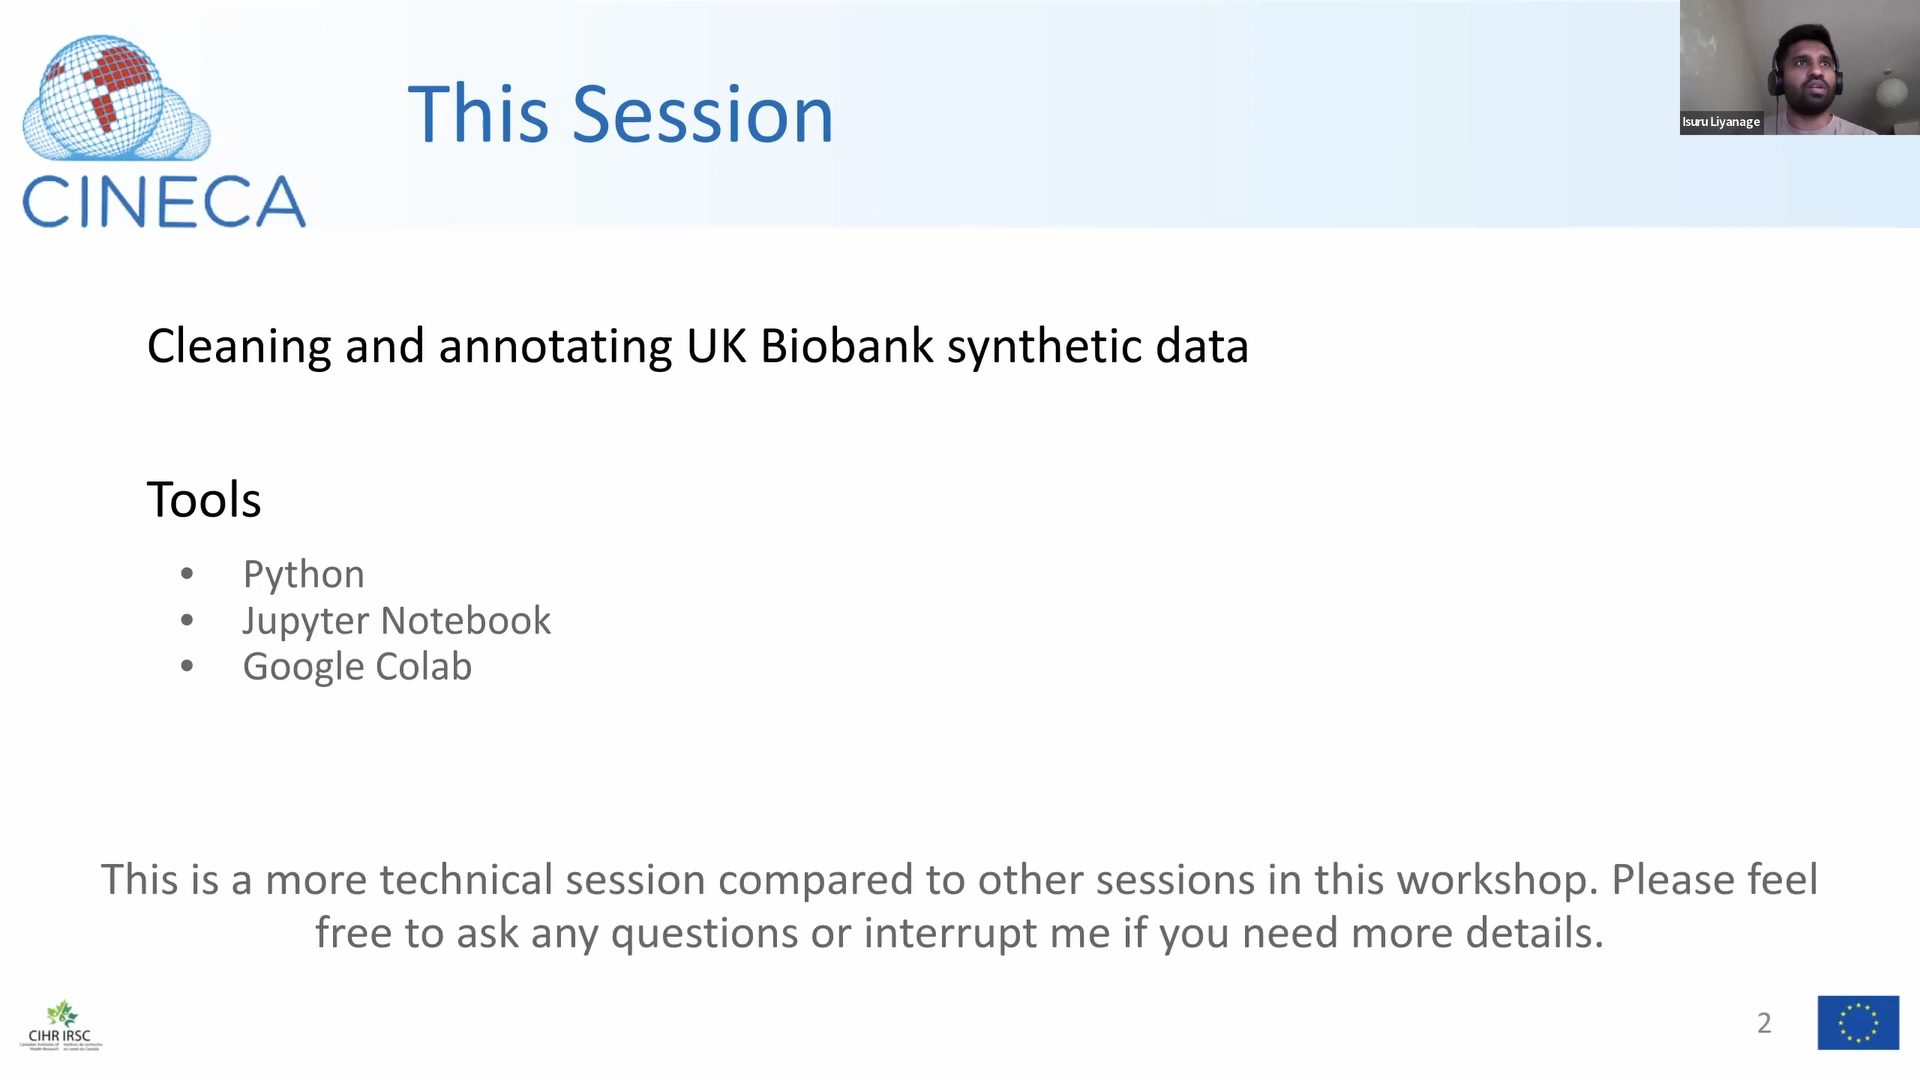 This Session
Isuru Liyanage
CINECA
Cleaning and annotating UK Biobank synthetic data
Tools
• Python
• Jupyter Notebook
• Google Colab
This is a more technical session compared to other sessions in this workshop. Please feel
free to ask any questions or interrupt me if you need more details.
CIHR IRSC
2